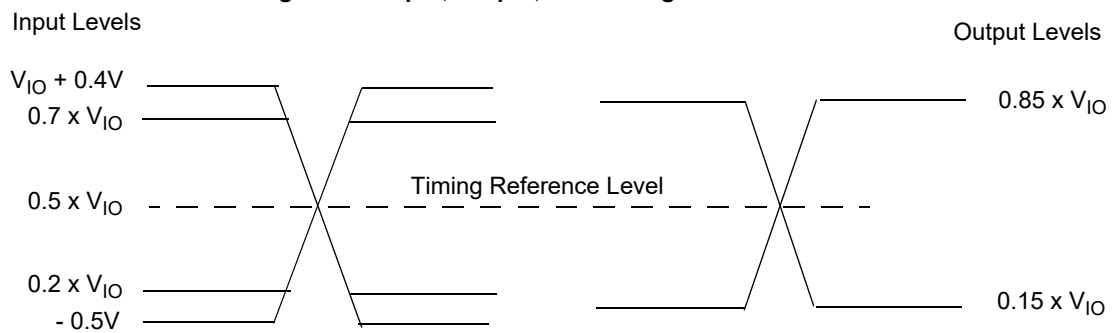 Input Levels
Output Levels
V_IO + 0.4V
0.85 x V_IO
0.7 x V_IO
Timing Reference Level
0.5 x V_IO
0.2 x V_IO
0.15 x V_IO
- 0.5V